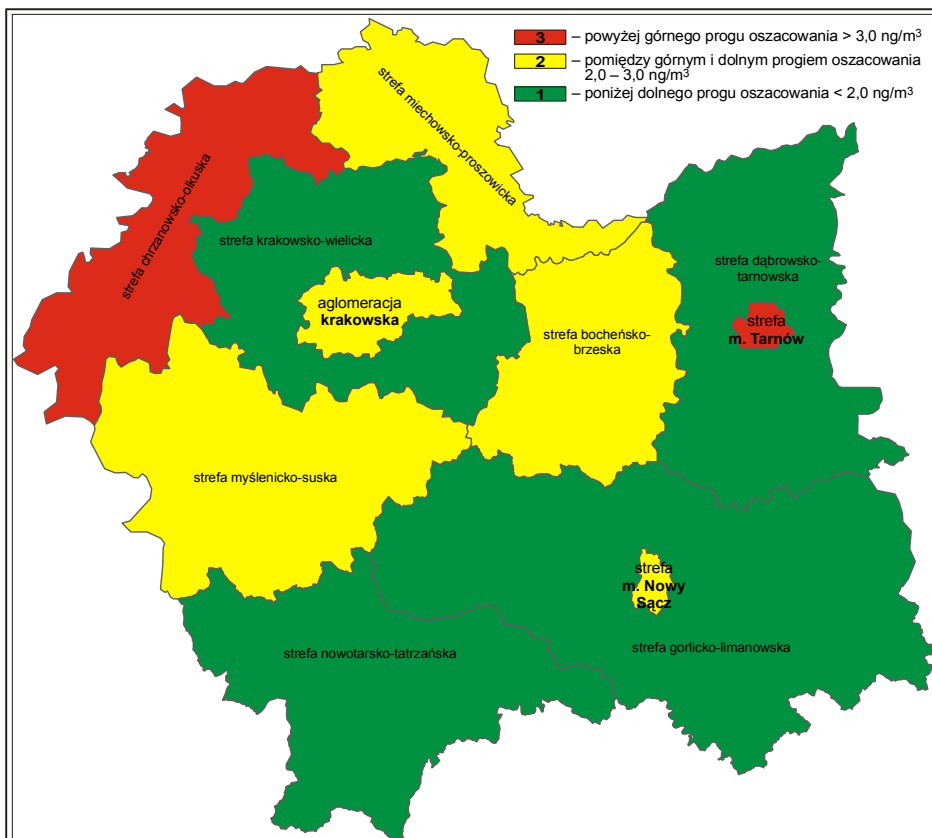 3 – powyżej górnego progu oszacowania > 3,0 ng/m³
2 – pomiędzy górnym i dolnym progiem oszacowania
2,0 – 3,0 ng/m³
1 – poniżej dolnego progu oszacowania < 2,0 ng/m³
strefa miechowsko-proszowicka
strefa chrzanowsko-olkuska
strefa krakowsko-wielicka
strefa dąbrowsko-
tarnowska
aglomeracja
krakowska
strefa
m. Tarnów
strefa bocheńsko-
brzeska
strefa myślenicko-suska
strefa
m. Nowy
Sącz
strefa nowotarsko-tatrzańska
strefa gorlicko-limanowska